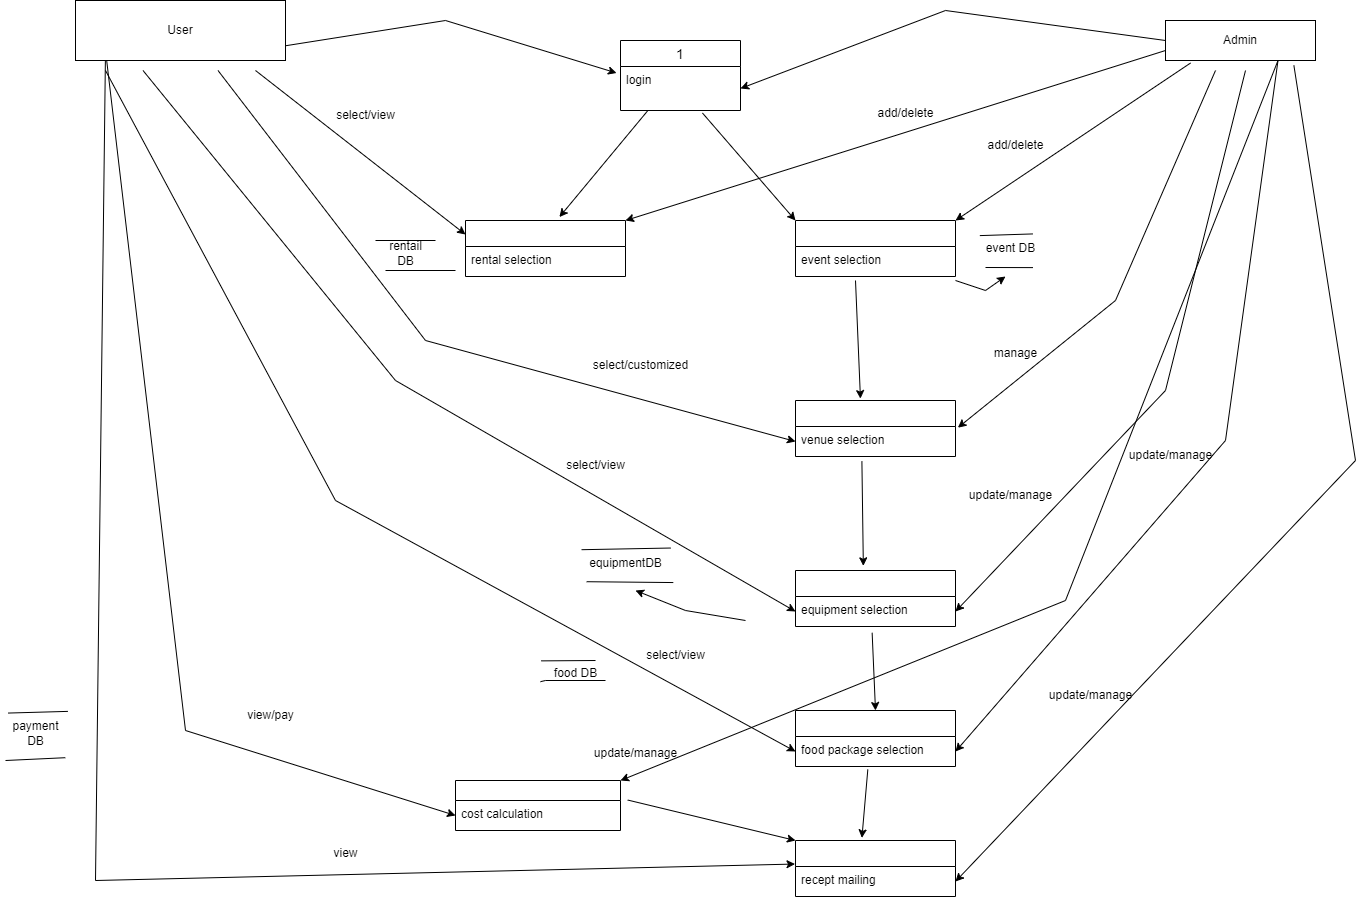 User
Admin
1
login
select/view
add/delete
add/delete
rentail
DB
rental selection
event selection
event DB
manage
select/customized
venue selection
update/manage
select/view
update/manage
equipmentDB
equipment selection
select/view
food DB
update/manage
view/pay
payment
DB
update/manage
food package selection
cost calculation
view
recept mailing